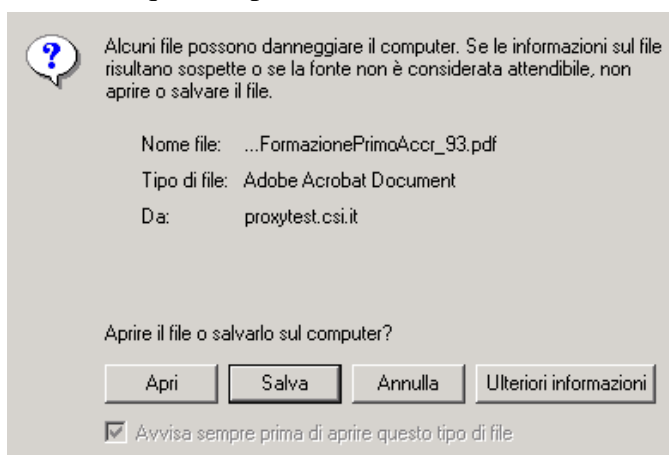 Alcuni file possono danneggiare il computer. Se le informazioni sul file
risultano sospette o se la fonte non è considerata attendibile, non
aprire o salvare il file.
Nome file: ...FormazionePrimoAccr_93.pdf
Tipo di file: Adobe Acrobat Document
Da: proxytest.csi.it
Aprire il file o salvarlo sul computer?
Apri Salva Annulla Ulteriori informazioni
Avvisa sempre prima di aprire questo tipo di file